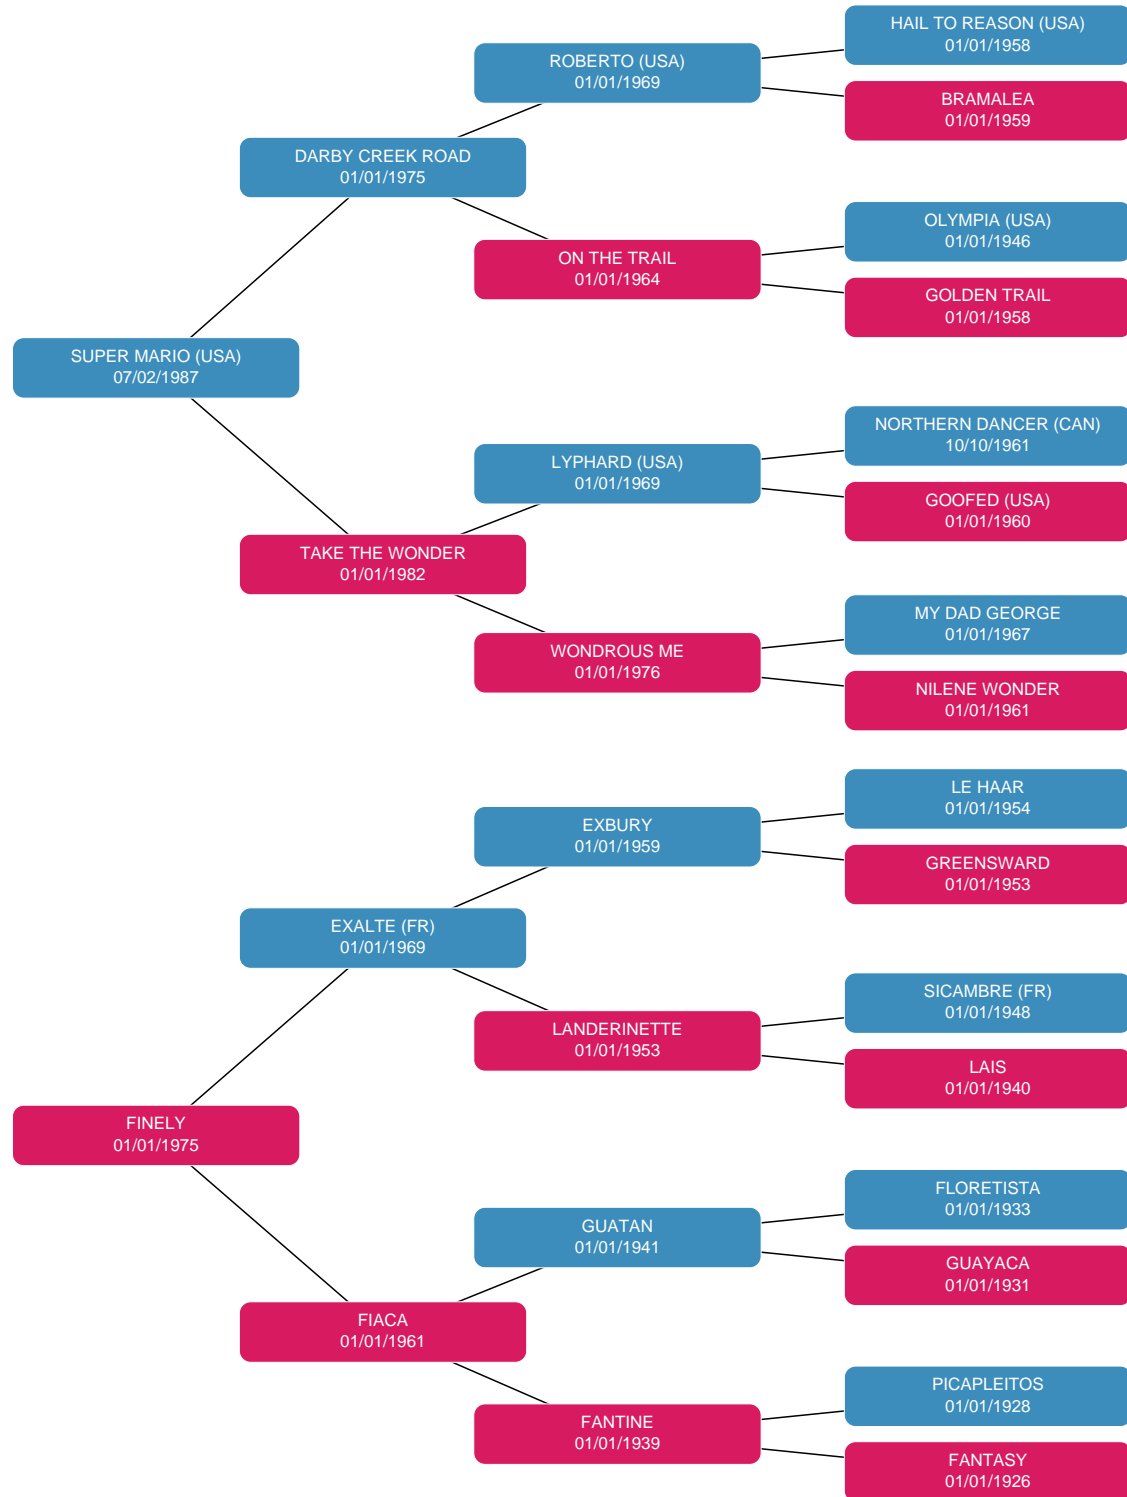 HAIL TO REASON (USA)
01/01/1958
ROBERTO (USA)
01/01/1969
BRAMALEA
01/01/1959
DARBY CREEK ROAD
01/01/1975
OLYMPIA (USA)
01/01/1946
ON THE TRAIL
01/01/1964
GOLDEN TRAIL
01/01/1958
SUPER MARIO (USA)
07/02/1987
NORTHERN DANCER (CAN)
10/10/1961
LYPHARD (USA)
01/01/1969
GOOFED (USA)
01/01/1960
TAKE THE WONDER
01/01/1982
MY DAD GEORGE
01/01/1967
WONDROUS ME
01/01/1976
NILENE WONDER
01/01/1961
LE HAAR
01/01/1954
EXBURY
01/01/1959
GREENSWARD
01/01/1953
EXALTE (FR)
01/01/1969
SICAMBRE (FR)
01/01/1948
LANDERINETTE
01/01/1953
LAIS
01/01/1940
FINELY
01/01/1975
FLORETISTA
01/01/1933
GUATAN
01/01/1941
GUAYACA
01/01/1931
FIACA
01/01/1961
PICAPLEITOS
01/01/1928
FANTINE
01/01/1939
FANTASY
01/01/1926